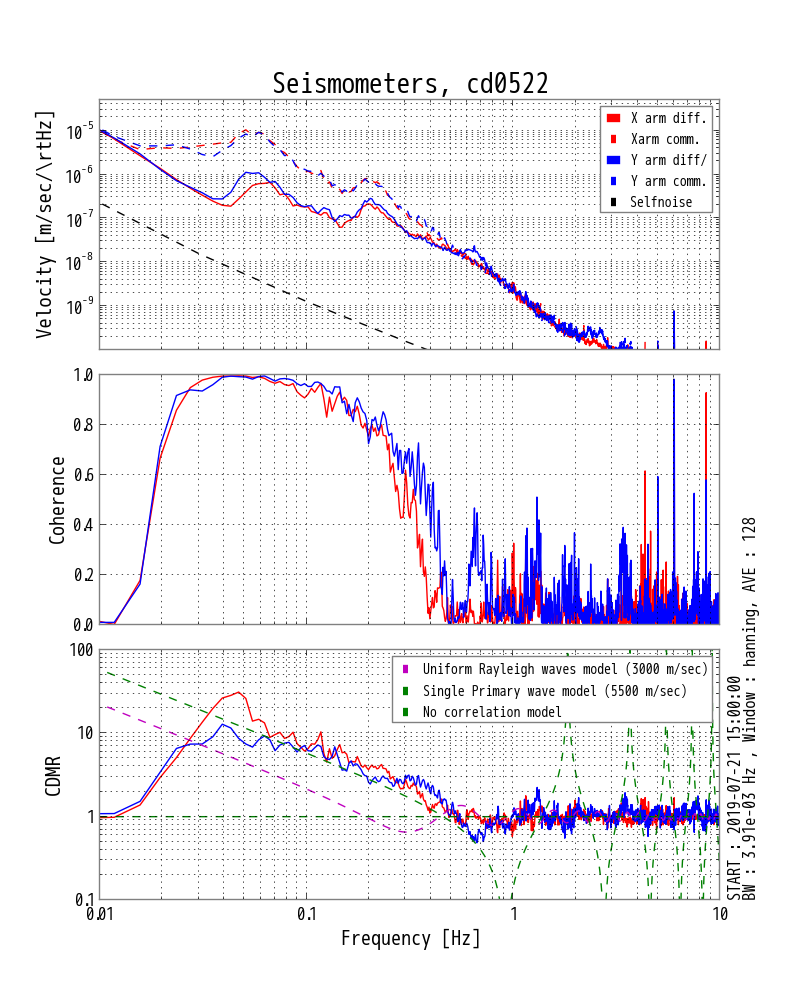 Seismometers, cd0522
Velocity [m/sec/\rtHz]
10^-5
10^-6
10^-7
10^-8
10^-9
X arm diff.
Xarm comm.
Y arm diff/
Y arm comm.
Selfnoise
Coherence
1.0
0.8
0.6
0.4
0.2
0.0
CDMR
100
10
1
0.1
Uniform Rayleigh waves model (3000 m/sec)
Single Primary wave model (5500 m/sec)
No correlation model
0.01 0.1 1 10
Frequency [Hz]
START : 2019-07-21 15:00:00
BW : 3.91e-03 Hz , Window : hanning, AVE : 128